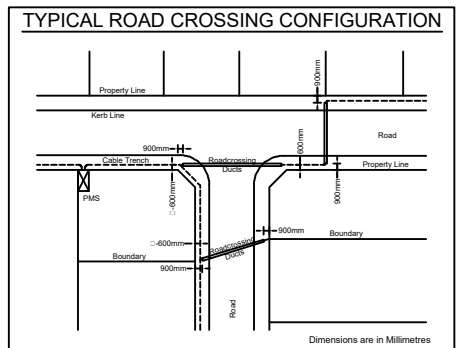 TYPICAL ROAD CROSSING CONFIGURATION
900mm
Property Line
Kerb Line
Road
900mm
Roadcrossing
Ducts
600mm
Cable Trench
Property Line
PMS
□-600mm
900mm
□-600mm
900mm
Roadcrossing
Ducts
Boundary
Boundary
900mm
Road
Dimensions are in Millimetres